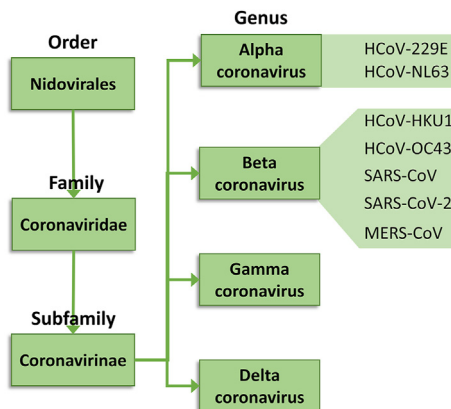 Order
Nidovirales
Family
Coronaviridae
Subfamily
Coronavirinae
Genus
Alpha
coronavirus
HCoV-229E
HCoV-NL63
Beta
coronavirus
HCoV-HKU1
HCoV-OC43
SARS-CoV
SARS-CoV-2
MERS-CoV
Gamma
coronavirus
Delta
coronavirus